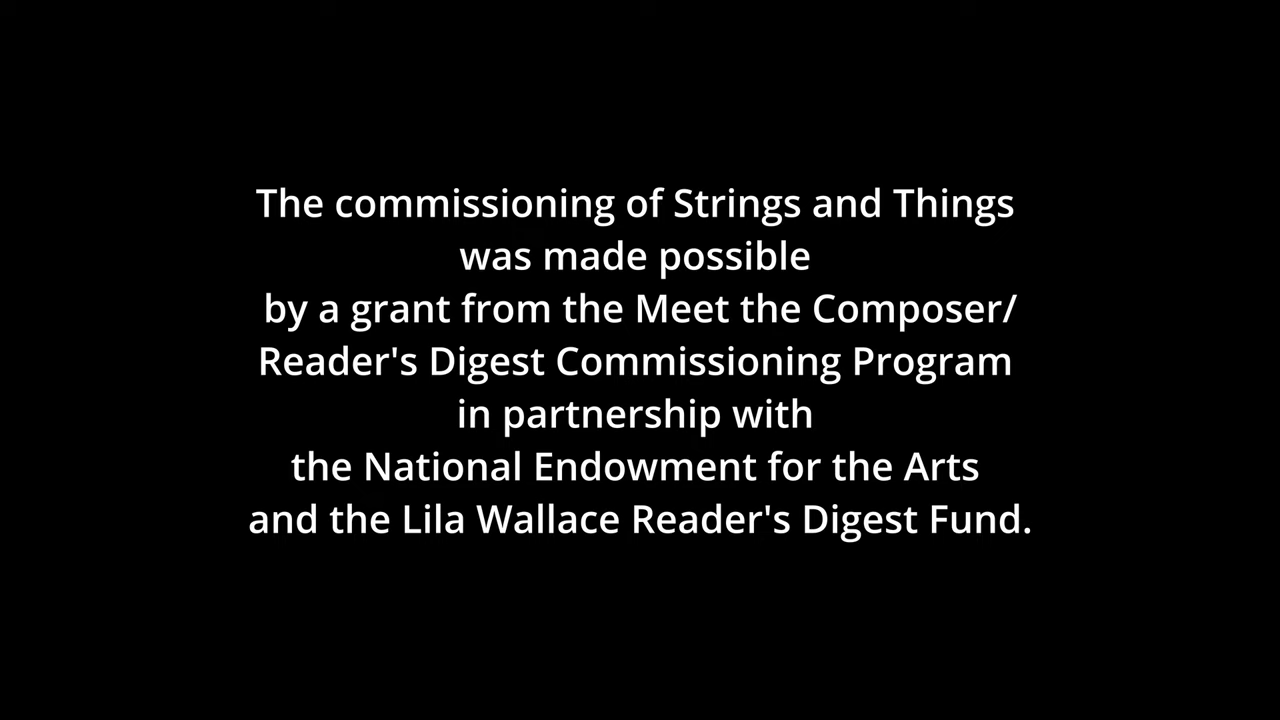 The commissioning of Strings and Things
was made possible
by a grant from the Meet the Composer/
Reader's Digest Commissioning Program
in partnership with
the National Endowment for the Arts
and the Lila Wallace Reader's Digest Fund.